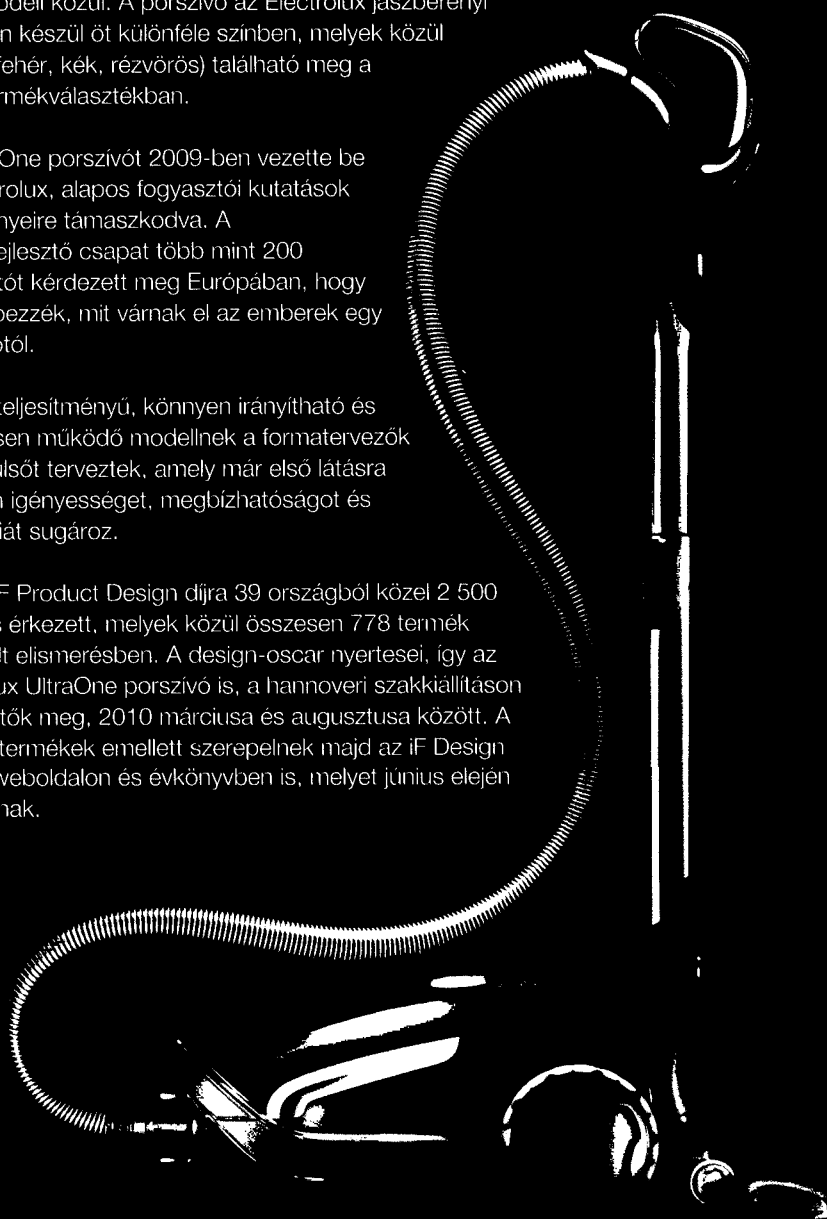 odell közül. A porszívó az Electrolux jászberényi
n készül öt különféle színben, melyek közül
fehér, kék, rézvörös) található meg a
rmékválasztékban.
One porszívót 2009-ben vezette be
rolux, alapos fogyasztói kutatások
nyeire támaszkodva. A
ejlesztő csapat több mint 200
kót kérdezett meg Európában, hogy
pezzék, mit várnak el az emberek egy
ótól.
eljesítményű, könnyen irányítható és
sen működő modellnek a formatervezők
ülsőt terveztek, amely már első látásra
n igényességet, megbízhatóságot és
iát sugároz.
F Product Design díjra 39 országból közel 2 500
s érkezett, melyek közül összesen 778 termék
lt elismerésben. A design-oscar nyertesei, így az
ux UltraOne porszívó is, a hannoveri szakkiállításon
tők meg, 2010 márciusa és augusztusa között. A
termékek emellett szerepelnek majd az iF Design
weboldalon és évkönyvben is, melyet június elején
nak.